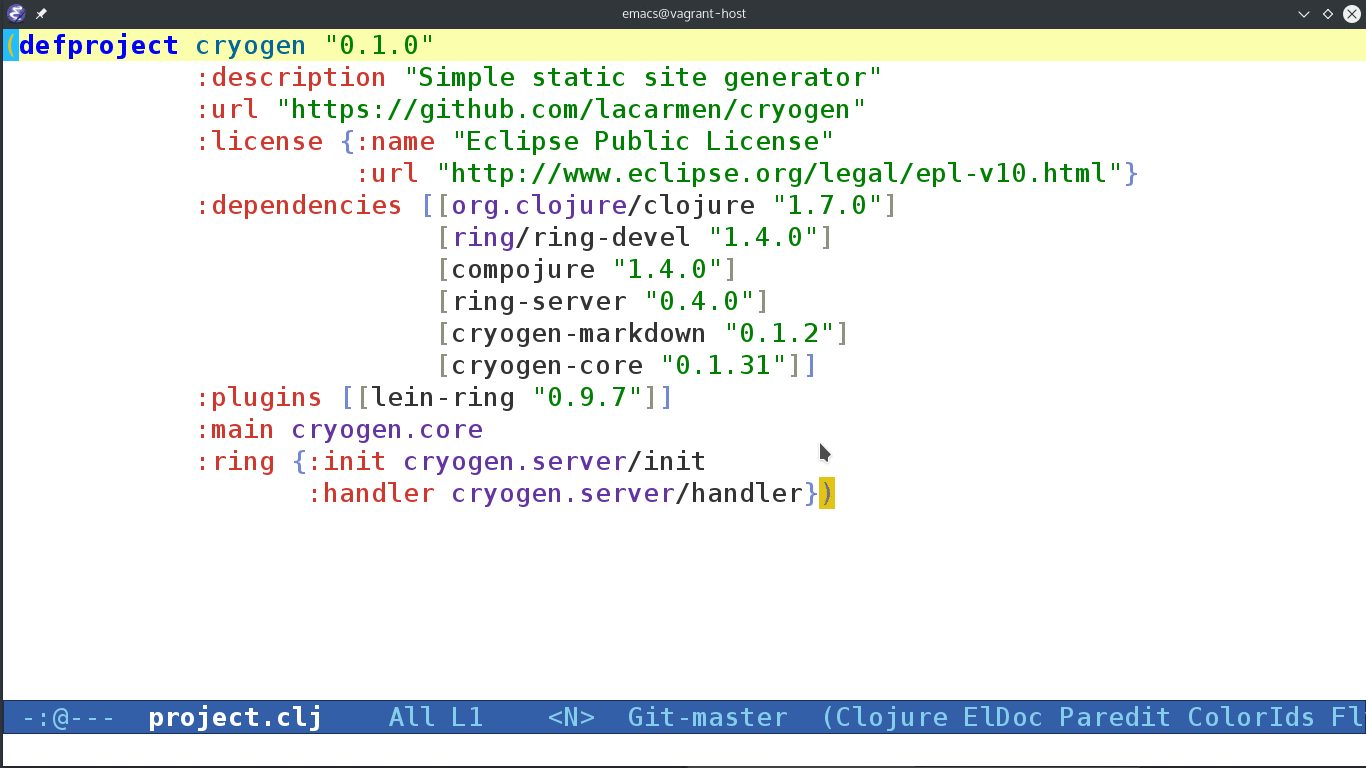 emacs@vagrant-host
(defproject cryogen "0.1.0"
            :description "Simple static site generator"
            :url "https://github.com/lacarmen/cryogen"
            :license {:name "Eclipse Public License"
                      :url "http://www.eclipse.org/legal/epl-v10.html"}
            :dependencies [[org.clojure/clojure "1.7.0"]
                           [ring/ring-devel "1.4.0"]
                           [compojure "1.4.0"]
                           [ring-server "0.4.0"]
                           [cryogen-markdown "0.1.2"]
                           [cryogen-core "0.1.31"]]
            :plugins [[lein-ring "0.9.7"]]
            :main cryogen.core
            :ring {:init cryogen.server/init
                   :handler cryogen.server/handler})
-:@--- project.clj All L1 <N> Git-master (Clojure ElDoc Paredit ColorIds Fl